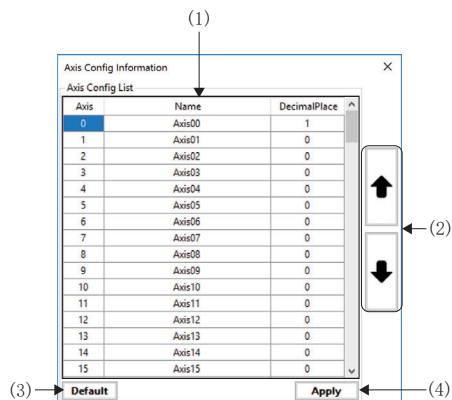 (1)
Axis Config Information
Axis Config List
Axis Name DecimalPlace
0 Axis00 1
1 Axis01 0
2 Axis02 0
3 Axis03 0
4 Axis04 0
5 Axis05 0
6 Axis06 0
7 Axis07 0
8 Axis08 0
9 Axis09 0
10 Axis10 0
11 Axis11 0
12 Axis12 0
13 Axis13 0
14 Axis14 0
15 Axis15 0
(2)
(3) Default Apply (4)